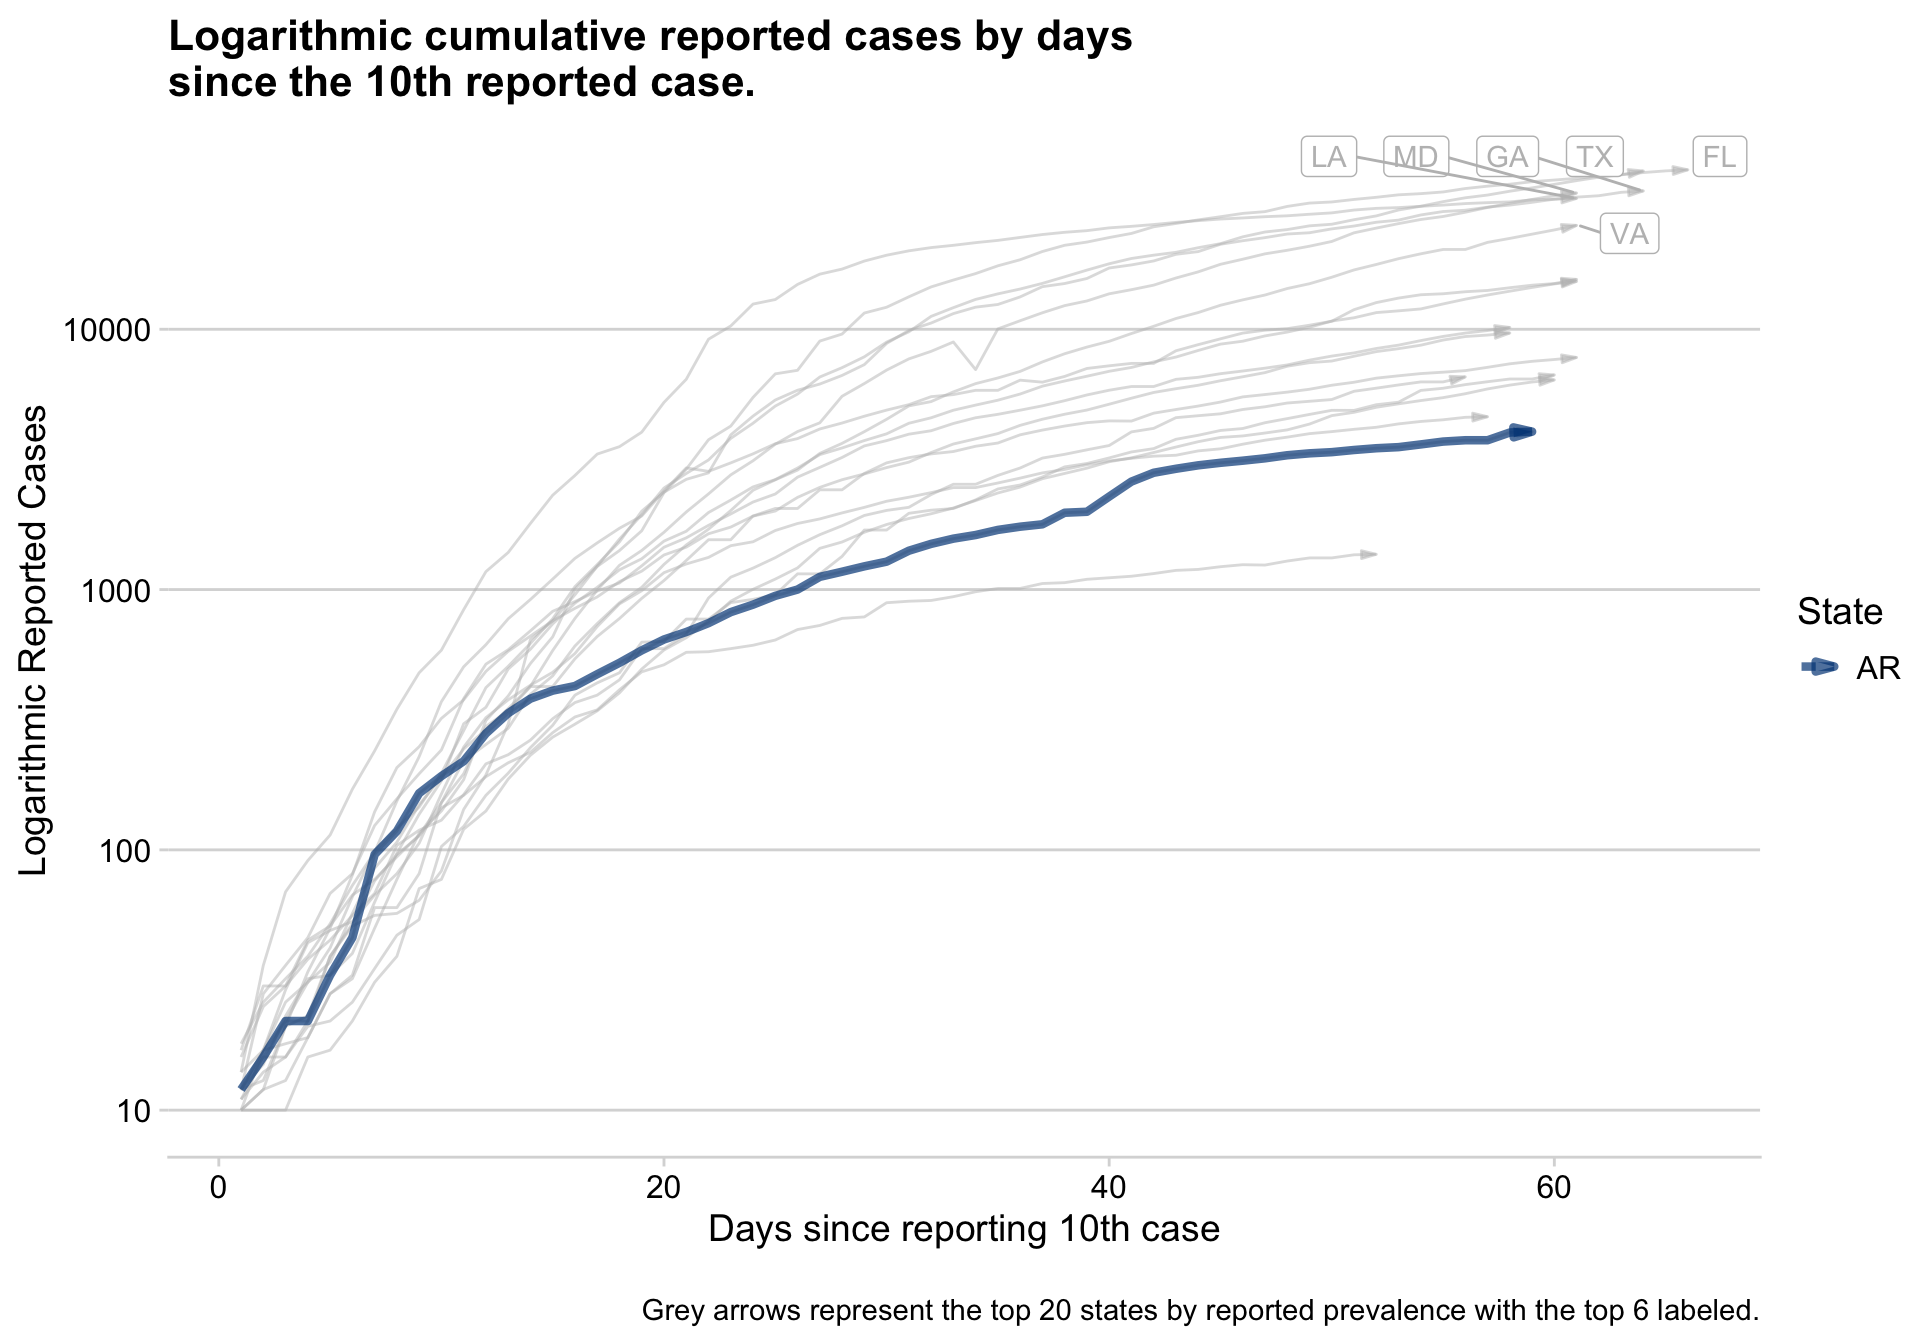 Logarithmic cumulative reported cases by days
since the 10th reported case.
LA MD GA TX FL
VA
10000
1000
100
10
Logarithmic Reported Cases
State
AR
0 20 40 60
Days since reporting 10th case
Grey arrows represent the top 20 states by reported prevalence with the top 6 labeled.